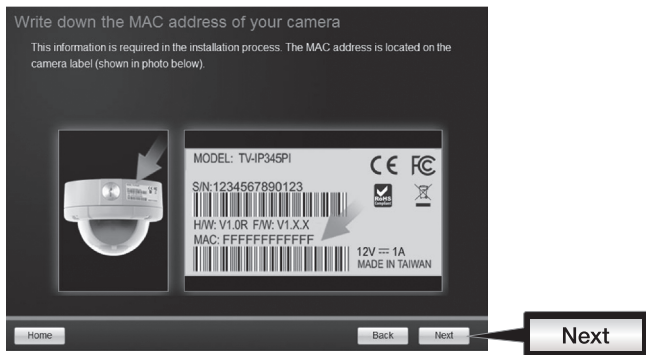 Write down the MAC address of your camera
This information is required in the installation process. The MAC address is located on the
camera label (shown in photo below).
MODEL: TV-IP345PI
CE FC
S/N:1234567890123
RoHS
Compliant
H/W: V1.0R F/W: V1.X.X
MAC: FFFFFFFFFFFF
12V ⎓ 1A
MADE IN TAIWAN
Home
Back
Next
Next